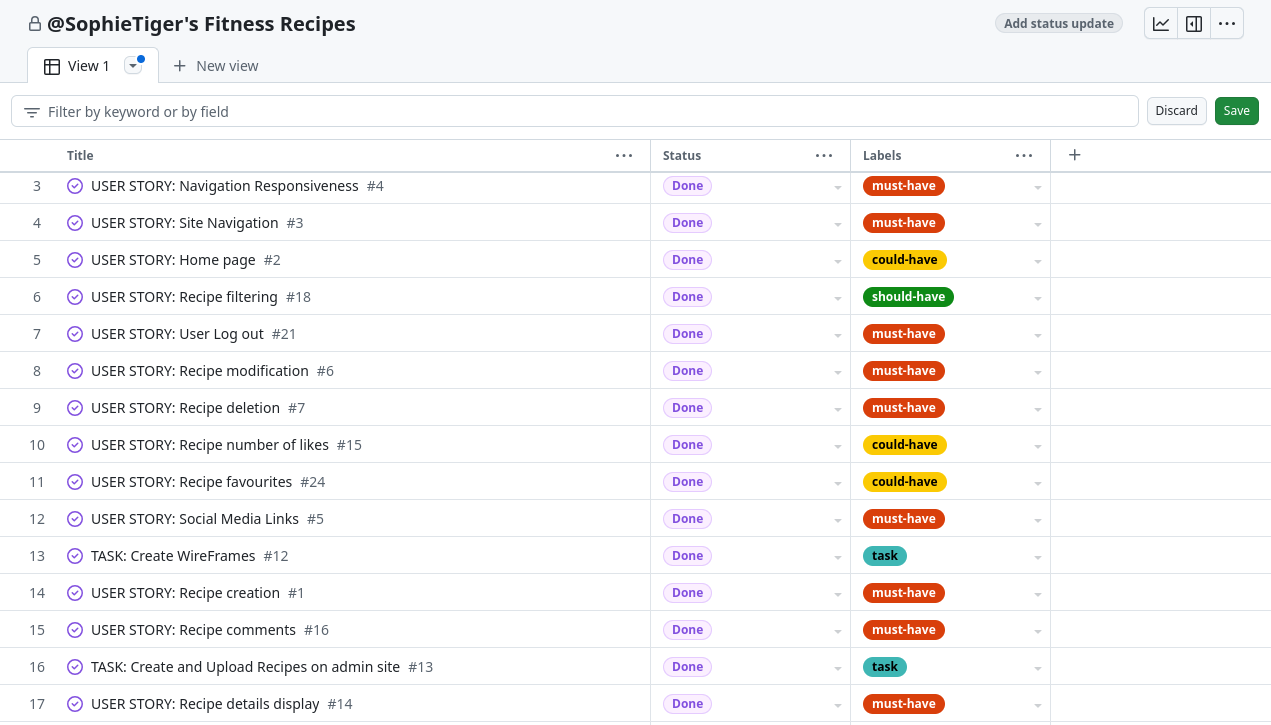 @SophieTiger's Fitness Recipes
Add status update
View 1
New view
Filter by keyword or by field
Discard
Save
Title Status Labels
3 USER STORY: Navigation Responsiveness #4 Done must-have
4 USER STORY: Site Navigation #3 Done must-have
5 USER STORY: Home page #2 Done could-have
6 USER STORY: Recipe filtering #18 Done should-have
7 USER STORY: User Log out #21 Done must-have
8 USER STORY: Recipe modification #6 Done must-have
9 USER STORY: Recipe deletion #7 Done must-have
10 USER STORY: Recipe number of likes #15 Done could-have
11 USER STORY: Recipe favourites #24 Done could-have
12 USER STORY: Social Media Links #5 Done must-have
13 TASK: Create WireFrames #12 Done task
14 USER STORY: Recipe creation #1 Done must-have
15 USER STORY: Recipe comments #16 Done must-have
16 TASK: Create and Upload Recipes on admin site #13 Done task
17 USER STORY: Recipe details display #14 Done must-have